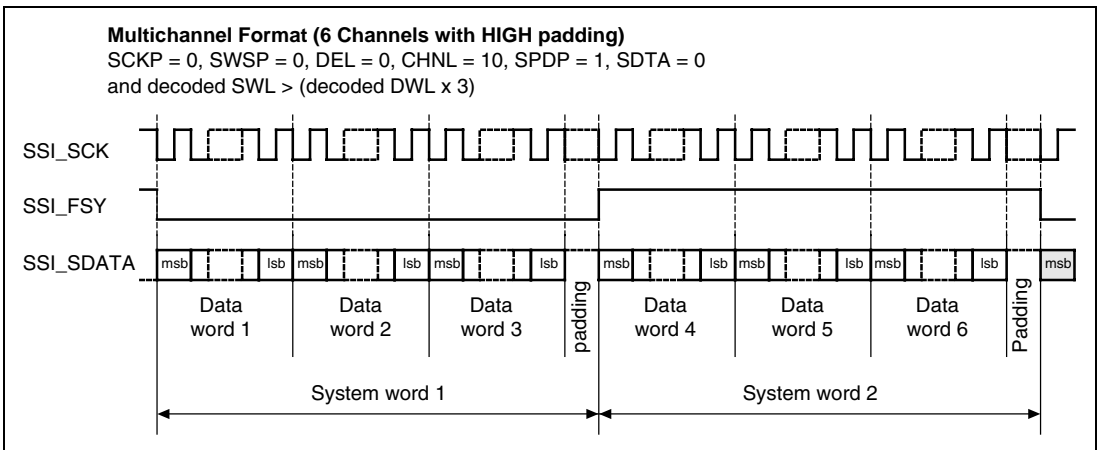 Multichannel Format (6 Channels with HIGH padding)
SCKP = 0, SWSP = 0, DEL = 0, CHNL = 10, SPDP = 1, SDTA = 0
and decoded SWL > (decoded DWL x 3)
SSI_SCK
SSI_FSY
SSI_SDATA
msb lsb msb lsb msb lsb msb lsb msb lsb msb lsb msb
Data word 1
Data word 2
Data word 3
padding
Data word 4
Data word 5
Data word 6
Padding
System word 1
System word 2